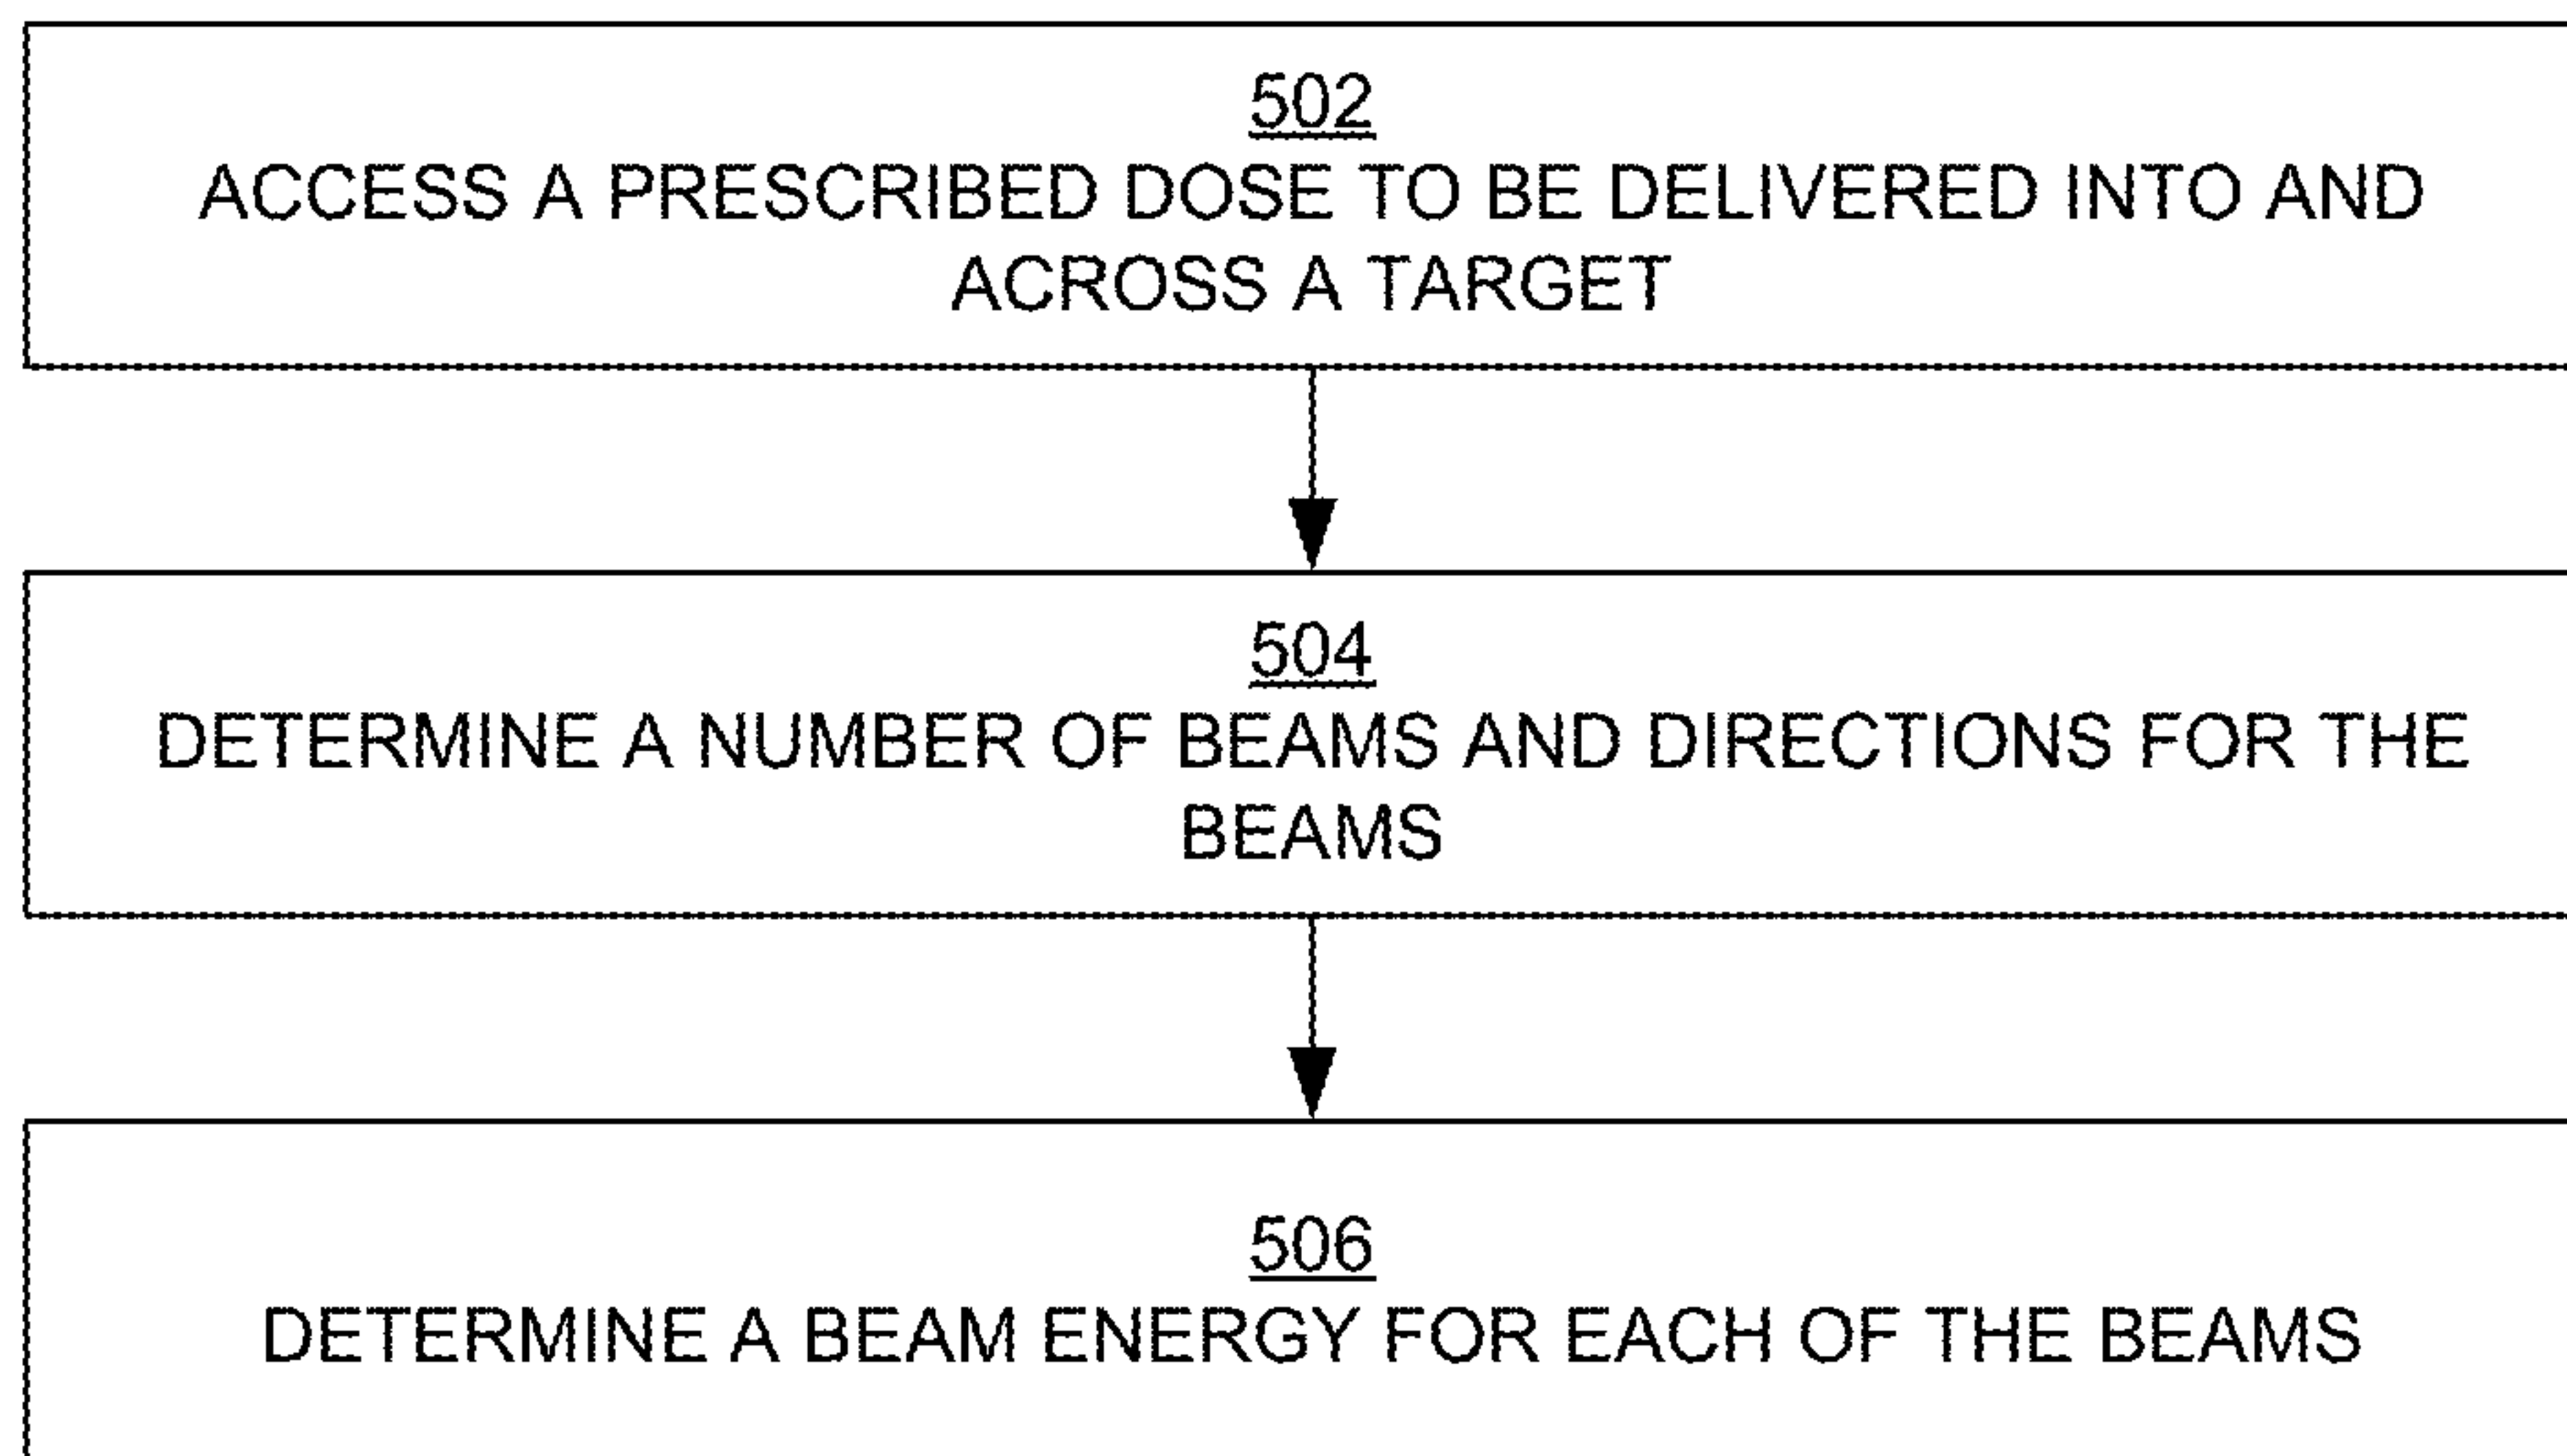 502
ACCESS A PRESCRIBED DOSE TO BE DELIVERED INTO AND
ACROSS A TARGET
504
DETERMINE A NUMBER OF BEAMS AND DIRECTIONS FOR THE
BEAMS
506
DETERMINE A BEAM ENERGY FOR EACH OF THE BEAMS